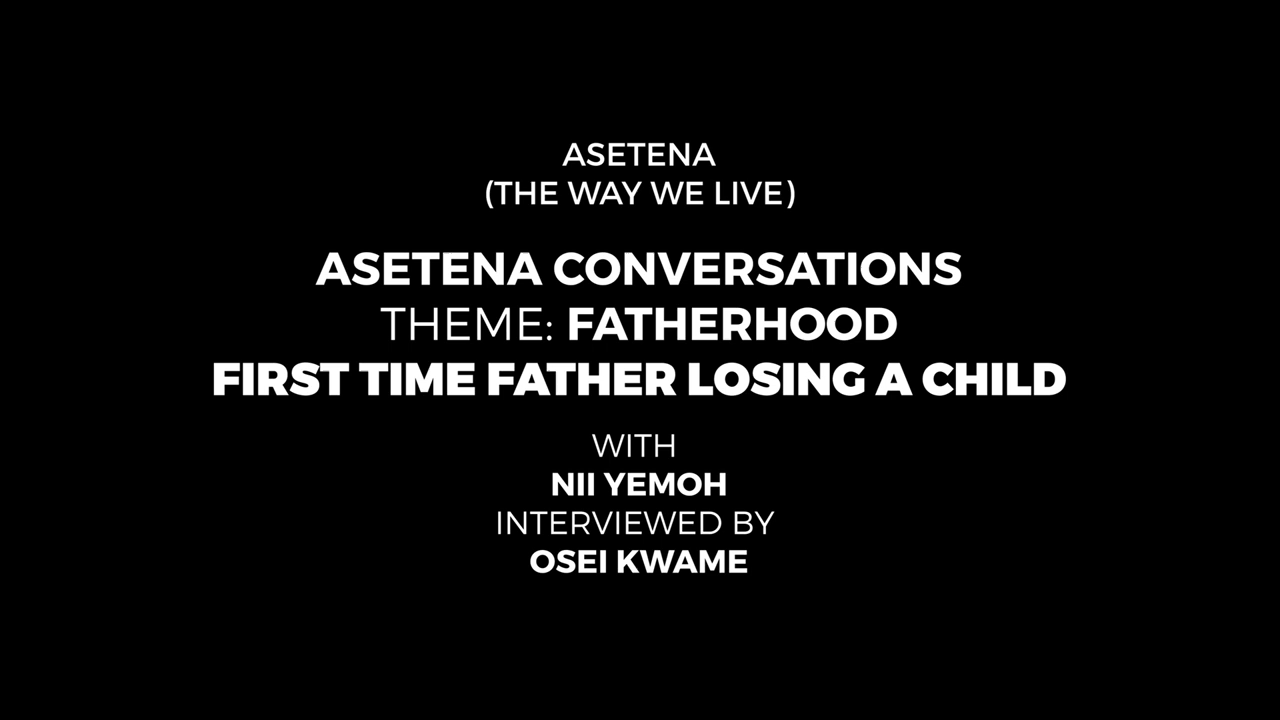 ASETENA
(THE WAY WE LIVE)
ASETENA CONVERSATIONS
THEME: FATHERHOOD
FIRST TIME FATHER LOSING A CHILD
WITH
NII YEMOH
INTERVIEWED BY
OSEI KWAME